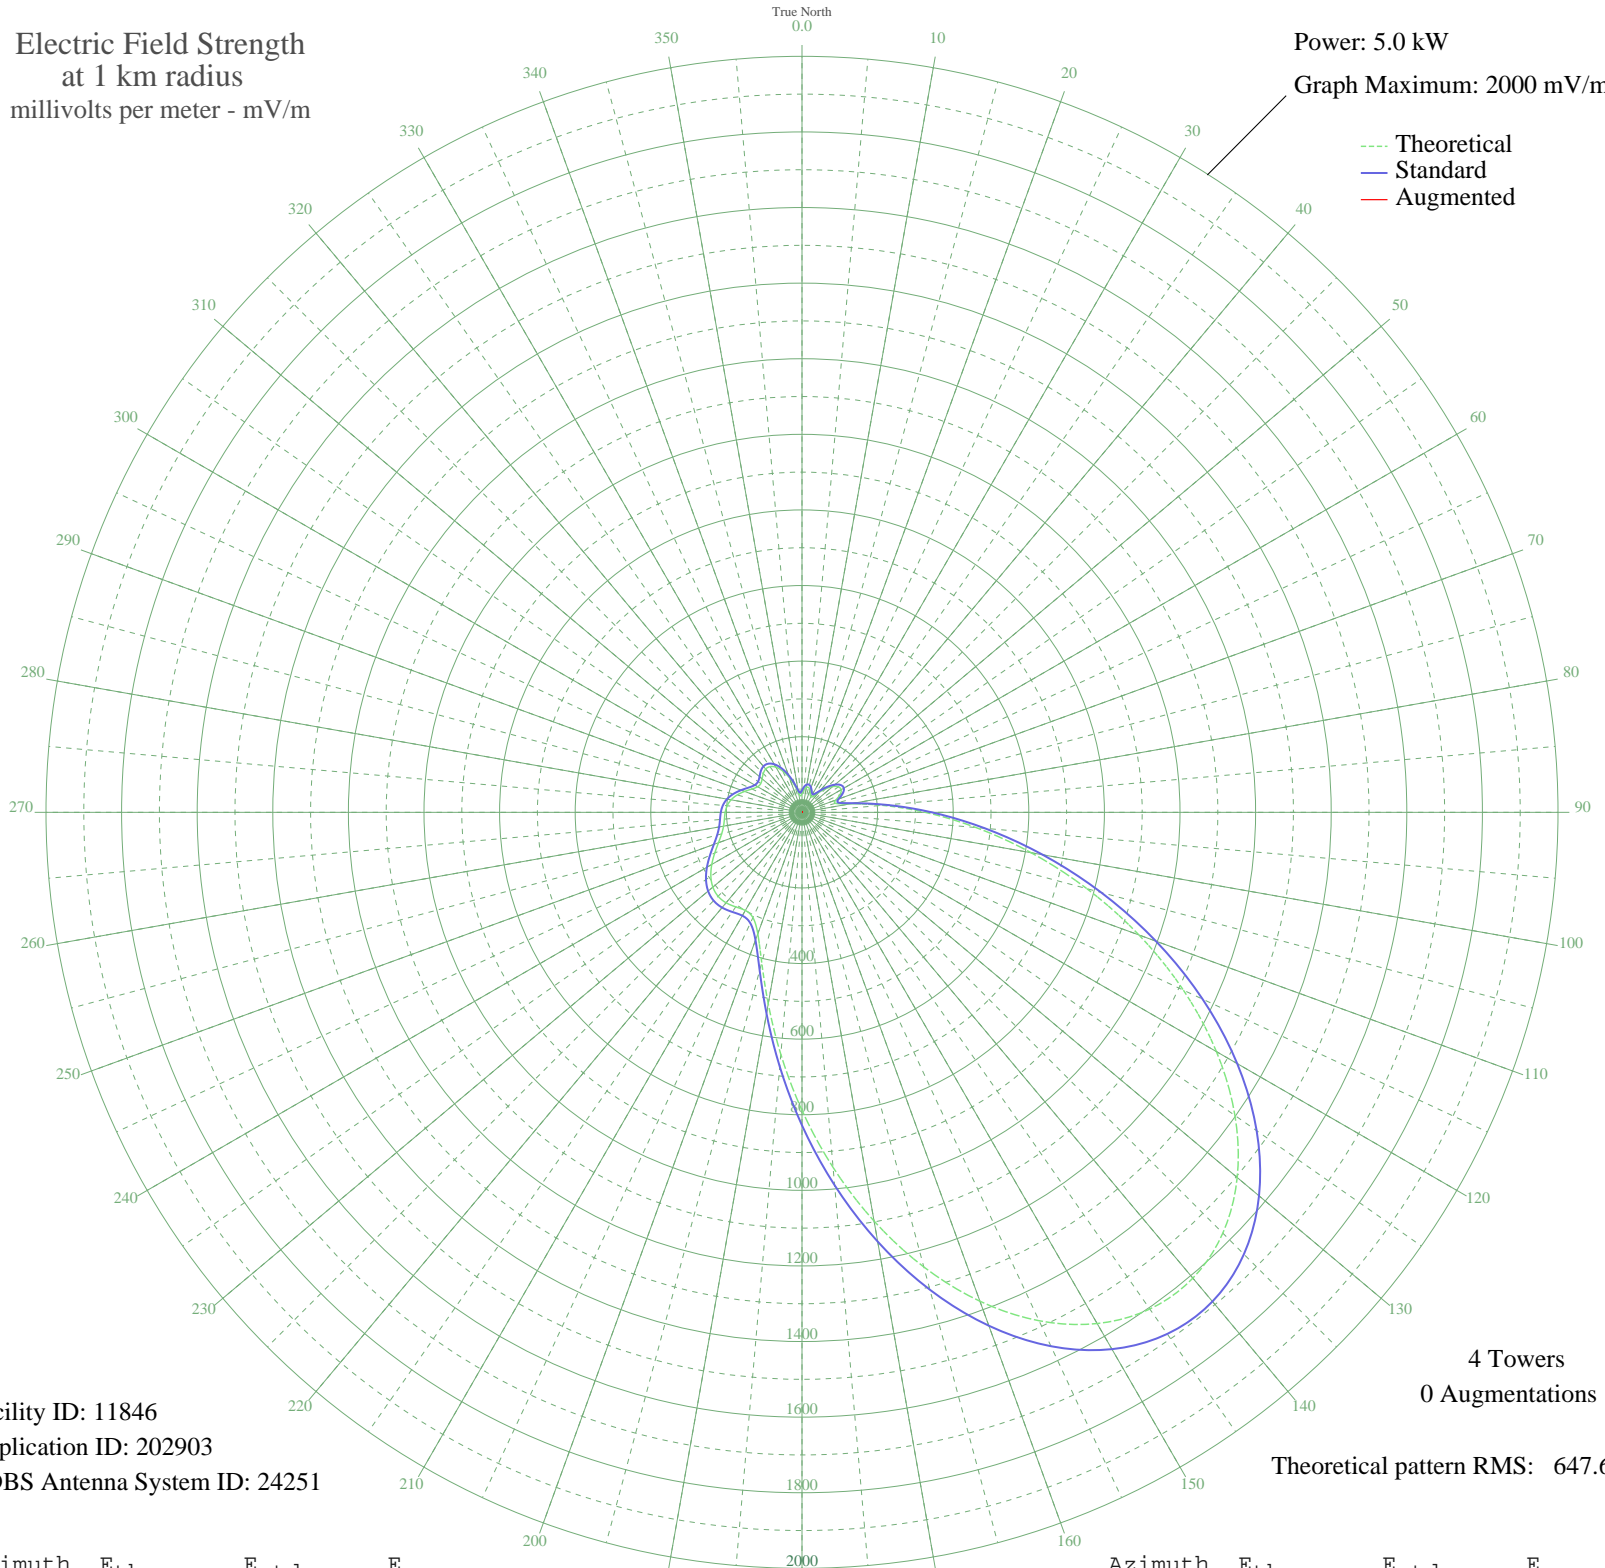 True North
0.0
Electric Field Strength
at 1 km radius
millivolts per meter - mV/m
Power: 5.0 kW
Graph Maximum: 2000 mV/m
Theoretical
Standard
Augmented
10
20
30
40
50
60
70
80
90
100
110
120
130
140
150
160
200
210
220
230
240
250
260
270
280
290
300
310
320
330
340
350
400
600
800
1000
1200
1400
1600
1800
2000
4 Towers
0 Augmentations
Theoretical pattern RMS: 647.6
cility ID: 11846
plication ID: 202903
DBS Antenna System ID: 24251
imuth E E E
Azimuth E E E